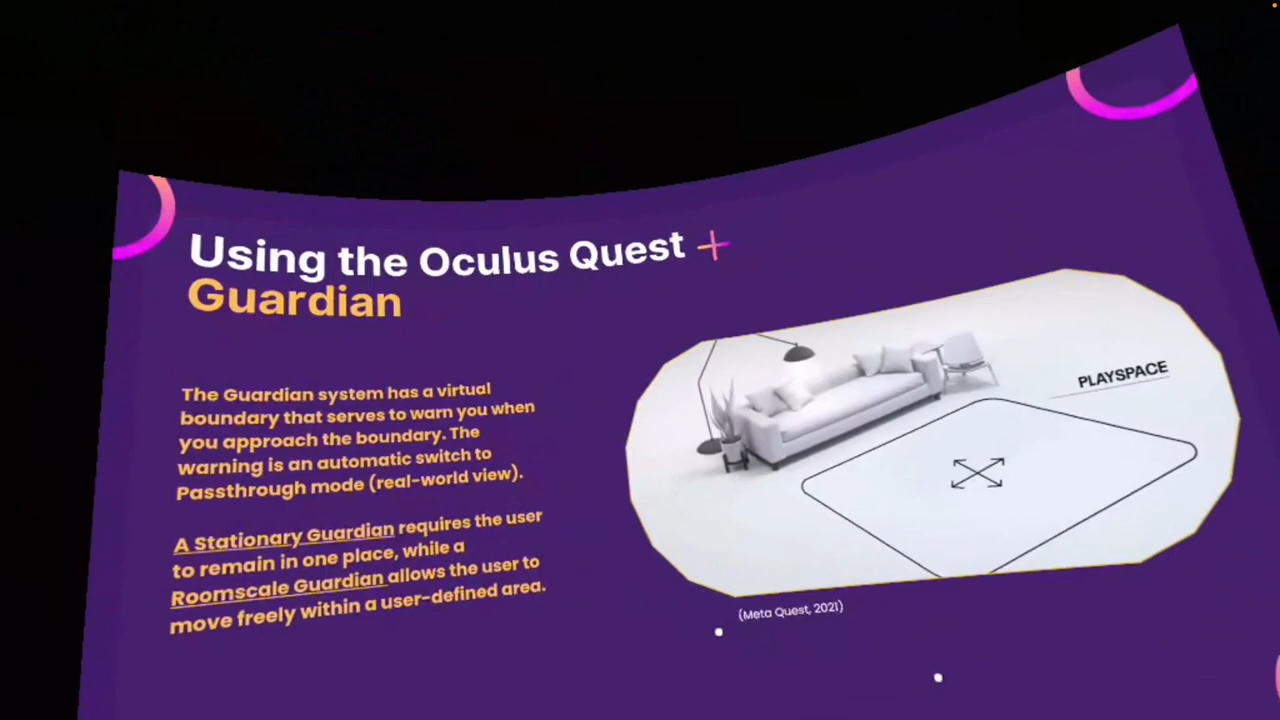 Using the Oculus Quest
Guardian
The Guardian system has a virtual
boundary that serves to warn you when
you approach the boundary. The
warning is an automatic switch to
Passthrough mode (real-world view).
A Stationary Guardian requires the user
to remain in one place, while a
Roomscale Guardian allows the user to
move freely within a user-defined area.
PLAYSPACE
(Meta Quest, 2021)